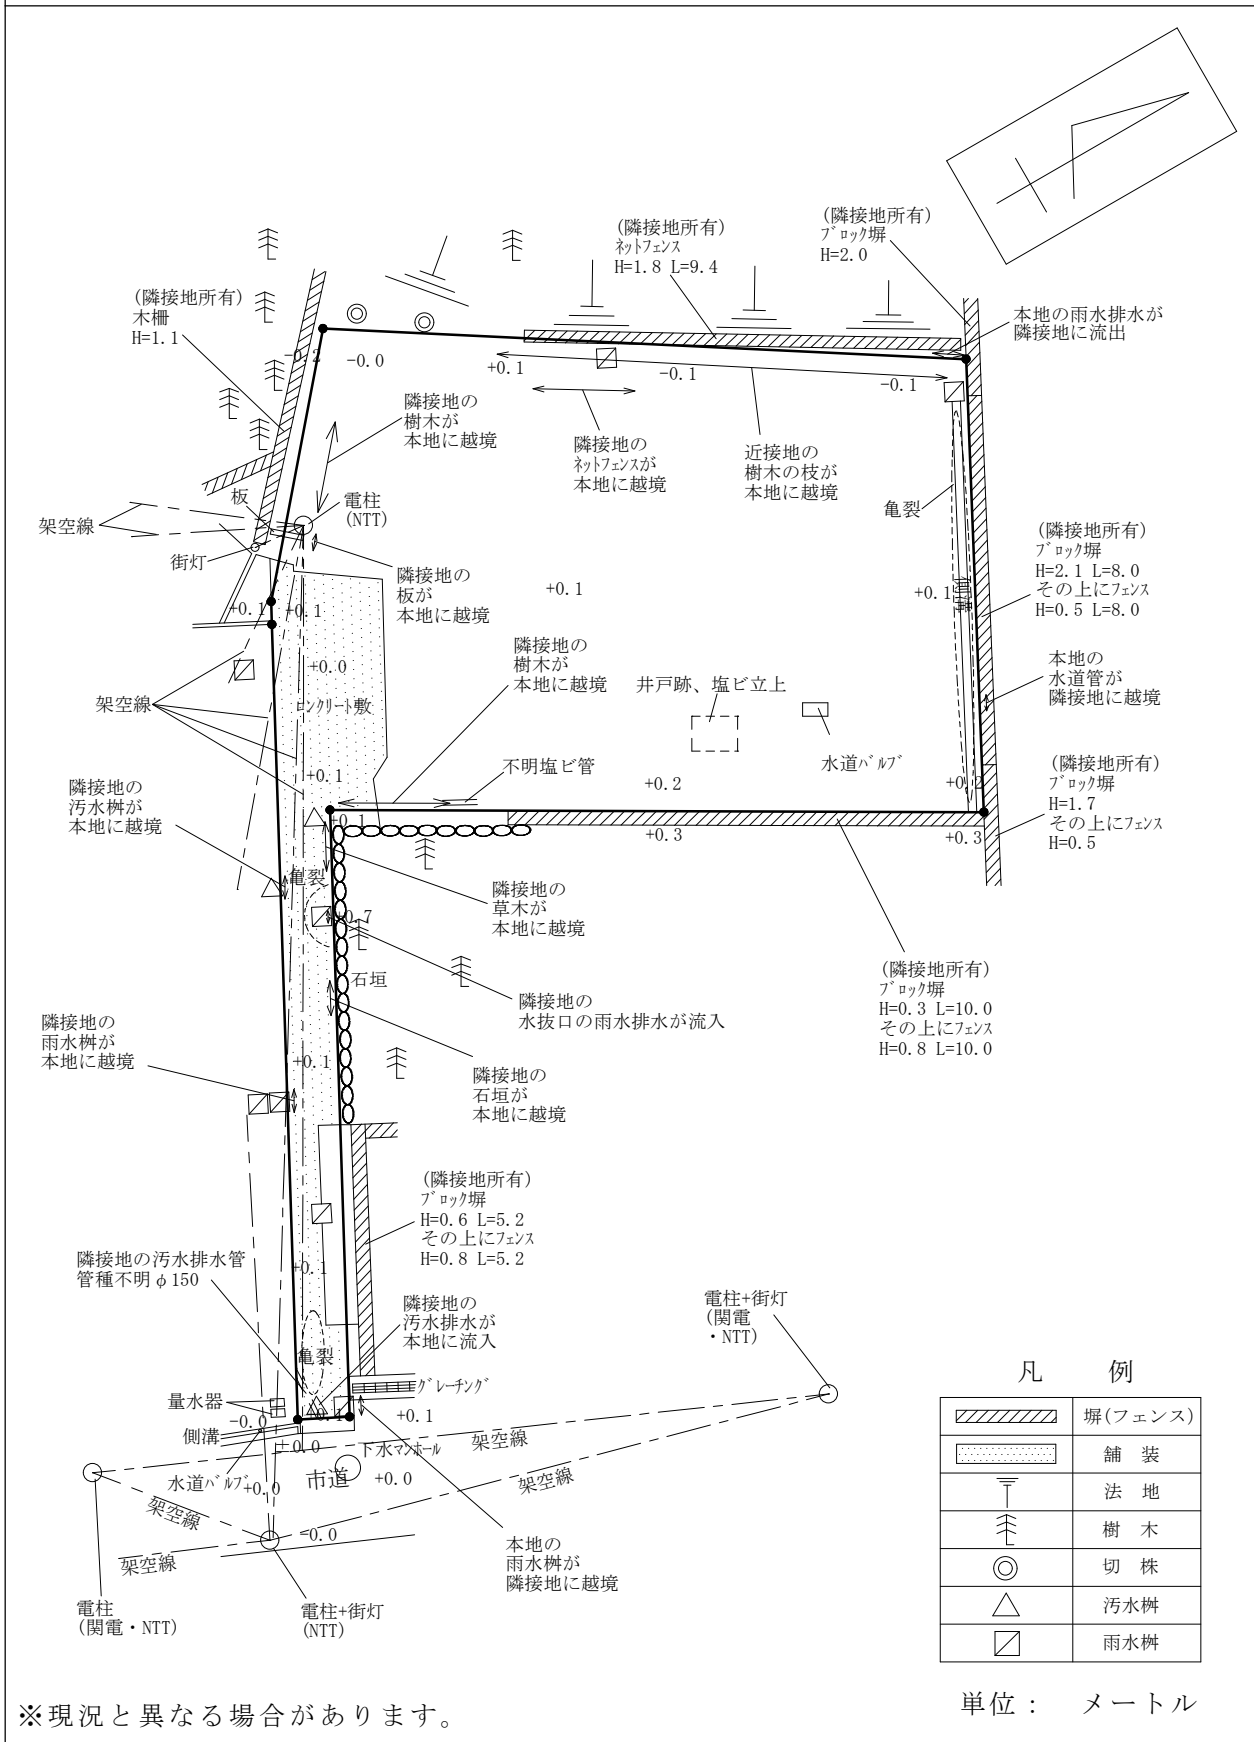 (隣接地所有)
ネットフェンス
H=1.8 L=9.4
(隣接地所有)
ブロック塀
H=2.0
(隣接地所有)
木柵
H=1.1
本地の雨水排水が
隣接地に流出
-0.2
-0.0
+0.1
-0.1
-0.1
隣接地の
樹木が
本地に越境
隣接地の
ネットフェンスが
本地に越境
近接地の
樹木の枝が
本地に越境
板
電柱
(NTT)
架空線
街灯
亀裂
(隣接地所有)
ブロック塀
H=2.1 L=8.0
その上にフェンス
H=0.5 L=8.0
隣接地の
板が
本地に越境
+0.1
+0.1
側溝
+0.1
+0.1
隣接地の
樹木が
本地に越境
本地の
水道管が
隣接地に越境
+0.0
井戸跡、塩ビ立上
架空線
コンクリート敷
水道バルブ
不明塩ビ管
+0.1
+0.2
+0.2
(隣接地所有)
ブロック塀
H=1.7
その上にフェンス
H=0.5
隣接地の
汚水桝が
本地に越境
+0.1
+0.3
+0.3
亀裂
隣接地の
草木が
本地に越境
+0.7
石垣
隣接地の
水抜口の雨水排水が流入
(隣接地所有)
ブロック塀
H=0.3 L=10.0
その上にフェンス
H=0.8 L=10.0
隣接地の
雨水桝が
本地に越境
+0.1
隣接地の
石垣が
本地に越境
(隣接地所有)
ブロック塀
H=0.6 L=5.2
その上にフェンス
H=0.8 L=5.2
隣接地の汚水排水管
管種不明φ150
+0.1
隣接地の
汚水排水が
本地に流入
電柱+街灯
(関電
・NTT)
亀裂
グレーチング
量水器
-0.0
+0.1
+0.1
側溝
±0.0
下水マンホール
架空線
水道バルブ
+0.0
市道
+0.0
架空線
架空線
-0.0
架空線
本地の
雨水桝が
隣接地に越境
電柱
(関電・NTT)
電柱+街灯
(NTT)
凡 例
塀(フェンス)
舗 装
法 地
樹 木
切 株
汚水桝
雨水桝
単位： メートル
※現況と異なる場合があります。